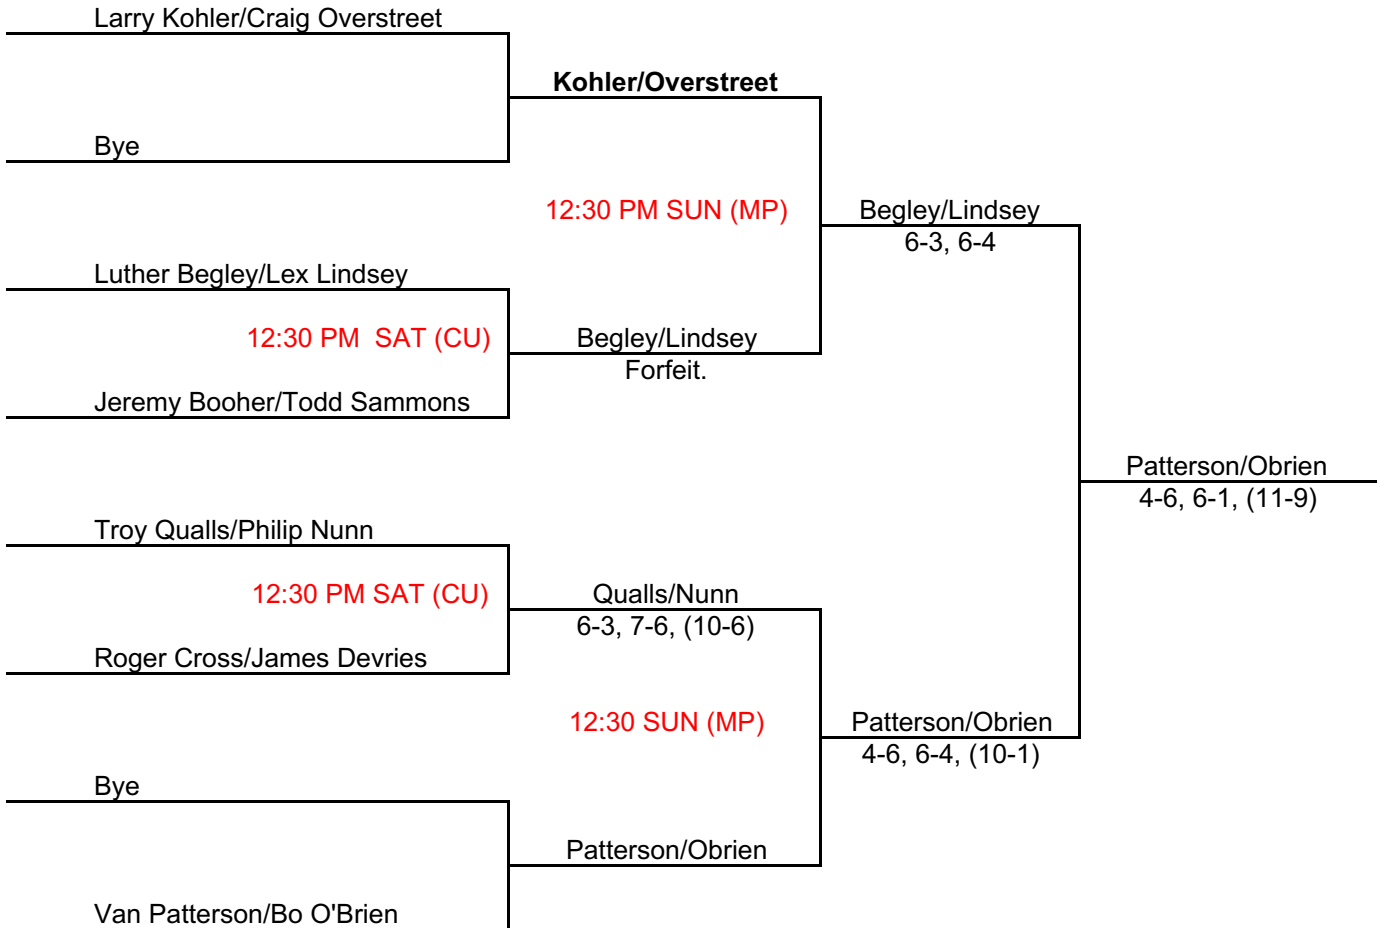 Larry Kohler/Craig Overstreet
Kohler/Overstreet
Bye
12:30 PM SUN (MP)
Begley/Lindsey
6-3, 6-4
Luther Begley/Lex Lindsey
12:30 PM  SAT (CU)
Begley/Lindsey
Forfeit.
Jeremy Booher/Todd Sammons
Patterson/Obrien
4-6, 6-1, (11-9)
Troy Qualls/Philip Nunn
12:30 PM SAT (CU)
Qualls/Nunn
6-3, 7-6, (10-6)
Roger Cross/James Devries
12:30 SUN (MP)
Patterson/Obrien
4-6, 6-4, (10-1)
Bye
Patterson/Obrien
Van Patterson/Bo O'Brien